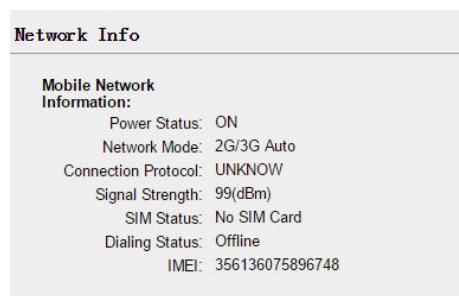 Network Info
Mobile Network
Information:
Power Status: ON
Network Mode: 2G/3G Auto
Connection Protocol: UNKNOW
Signal Strength: 99(dBm)
SIM Status: No SIM Card
Dialing Status: Offline
IMEI: 356136075896748